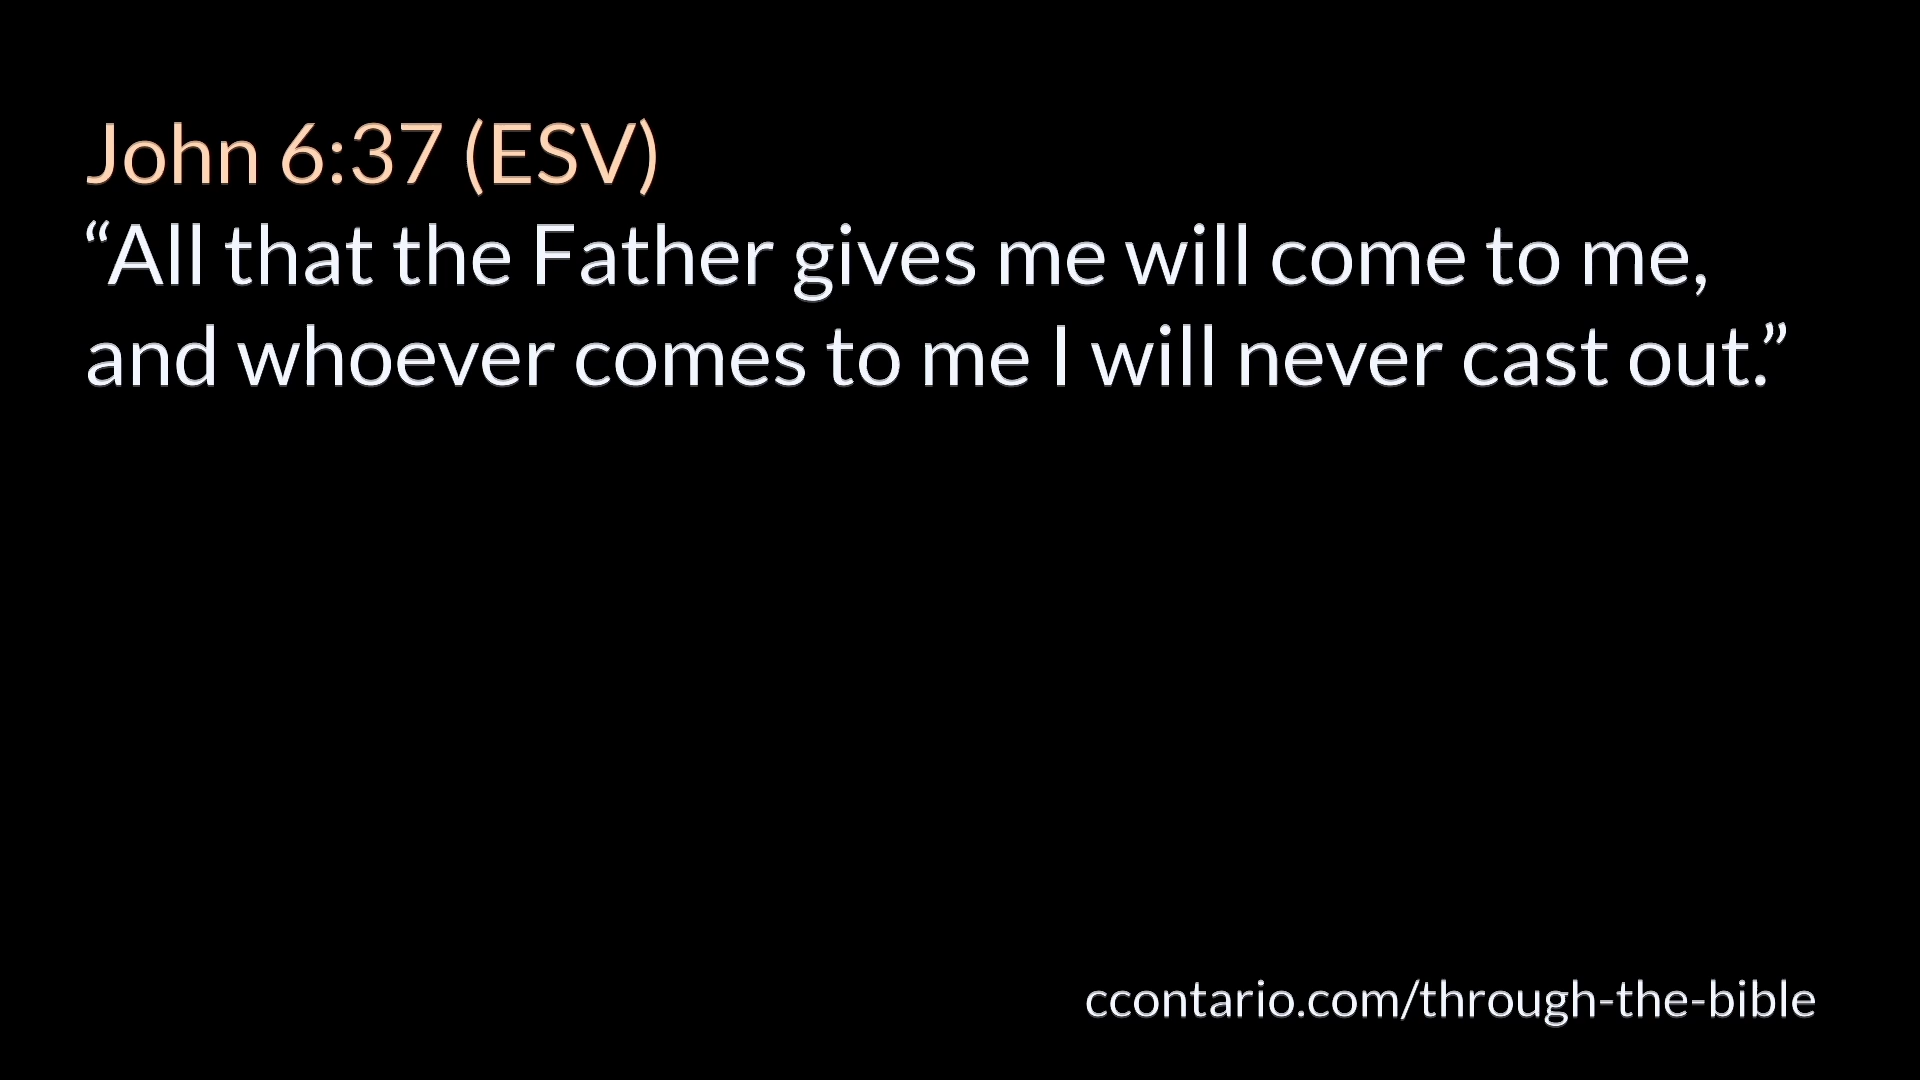 John 6:37 (ESV)
“All that the Father gives me will come to me,
and whoever comes to me I will never cast out.”
ccontario.com/through-the-bible